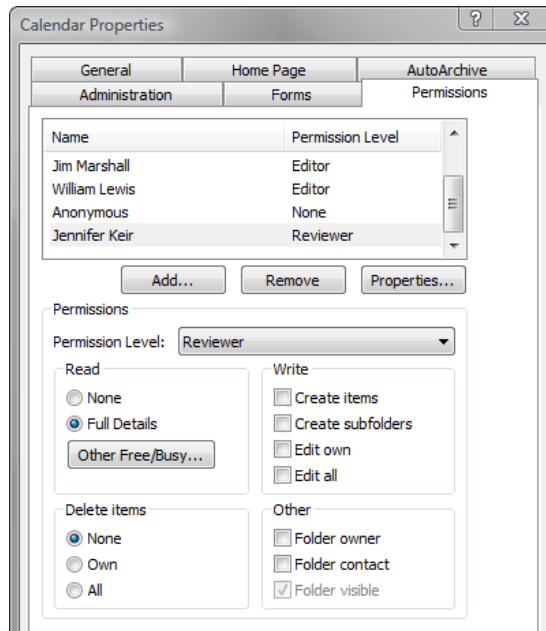 Calendar Properties
General Home Page AutoArchive
Administration Forms Permissions
Name Permission Level
Jim Marshall Editor
William Lewis Editor
Anonymous None
Jennifer Keir Reviewer
Add... Remove Properties...
Permissions
Permission Level: Reviewer
Read Write
None Create items
Full Details Create subfolders
Other Free/Busy... Edit own
Edit all
Delete items Other
None Folder owner
Own Folder contact
All Folder visible